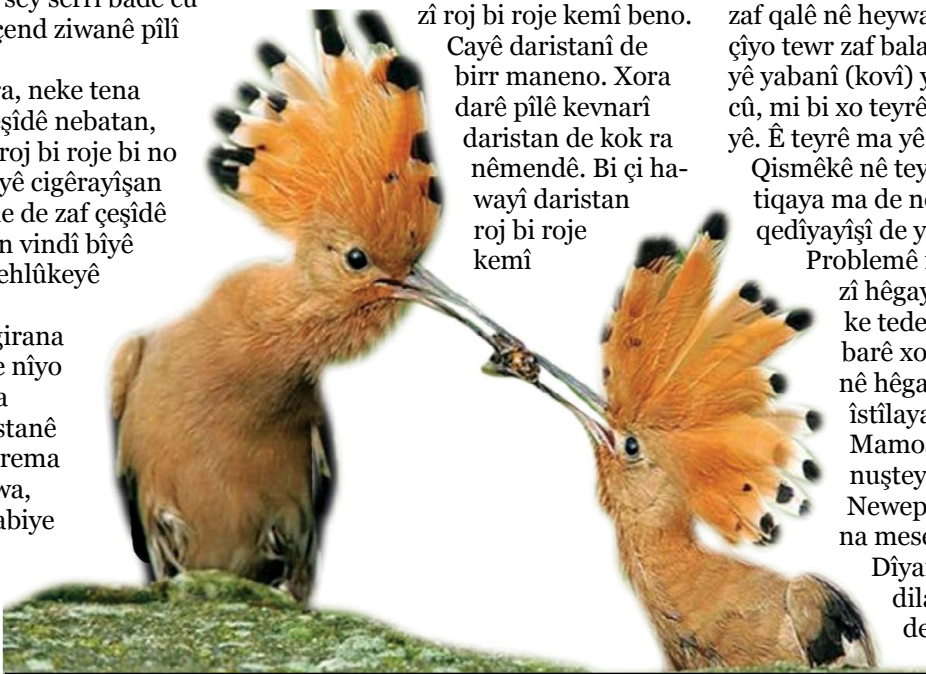 sey serrî bade cû
çend ziwanê pîlî
ra, neke tena
eşîdê nebatan,
roj bi roje bi no
yê cigêrayîşan
e de zaf çeşîdê
n vindî bîyê
ehlûkeyê
girana
e nîyo
a
stanê
rema
wa,
abiye
zî roj bi roje kemî beno.
Cayê daristanî de
birr maneno. Xora
darê pîlê kevnarî
daristan de kok ra
nêmendê. Bi çi ha-
wayî daristan
roj bi roje
kemî
zaf qalê nê heywa
çîyo tewr zaf bala
yê yabanî (kovî) y
cû, mi bi xo teyrê
yê. Ê teyrê ma yê
Qismêkê nê tey
tiqaya ma de ne
qedîyayîşî de y
Problemê
zî hêgay
ke tede
barê xo
nê hêga
îstîlaya
Mamo
nuştey
Newep
na mese
Dîya
dila
de